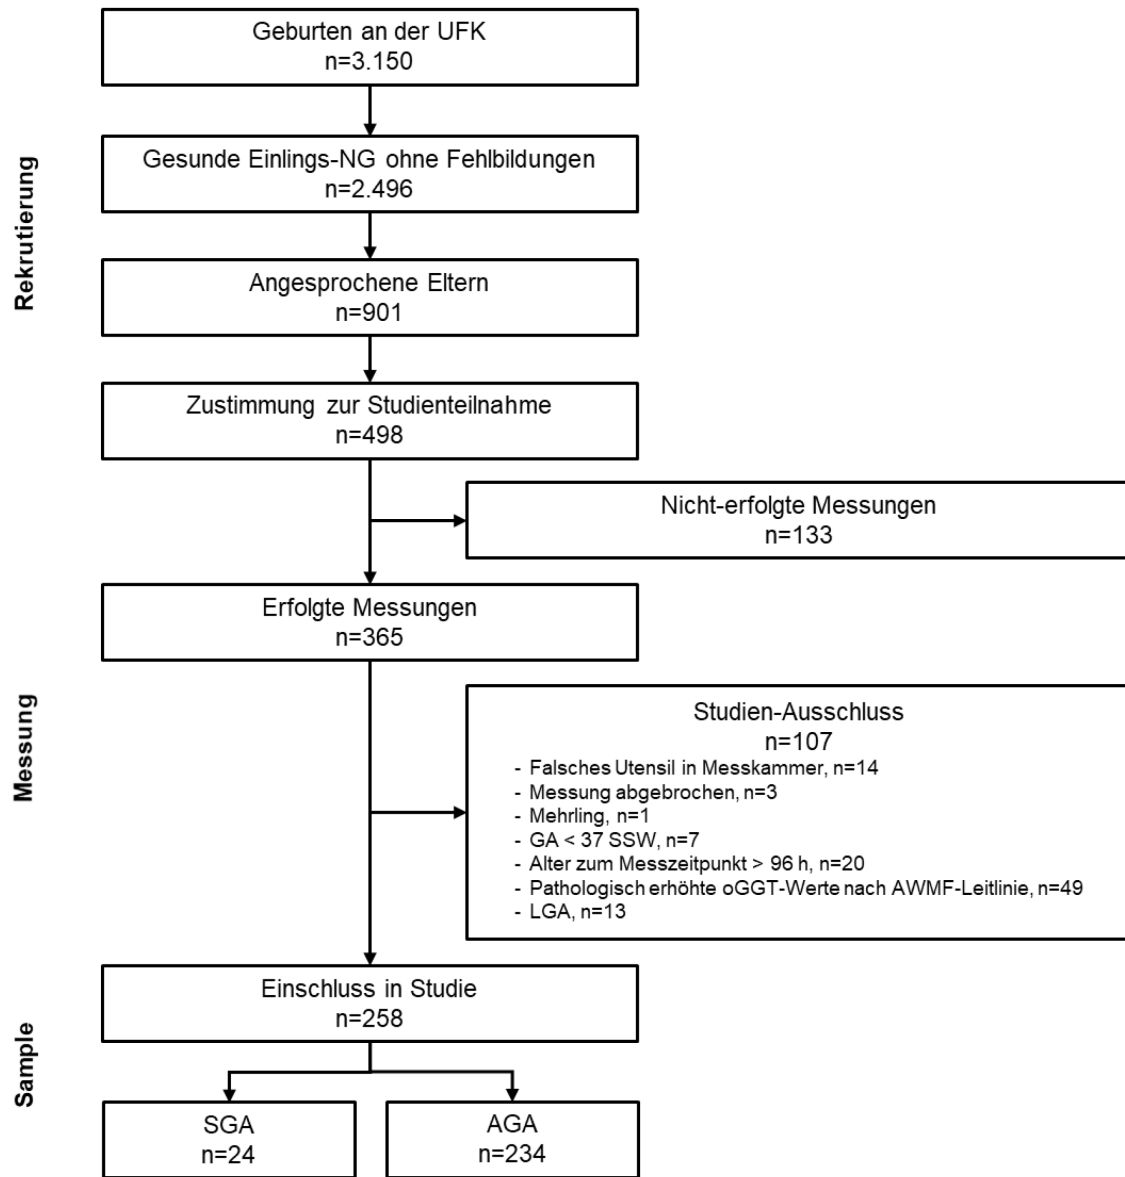 Geburten an der UFK
n=3.150
Rekrutierung
Gesunde Einlings-NG ohne Fehlbildungen
n=2.496
Angesprochene Eltern
n=901
Zustimmung zur Studienteilnahme
n=498
Nicht-erfolgte Messungen
n=133
Messung
Erfolgte Messungen
n=365
Studien-Ausschluss
n=107
- Falsches Utensil in Messkammer, n=14
- Messung abgebrochen, n=3
- Mehrling, n=1
- GA < 37 SSW, n=7
- Alter zum Messzeitpunkt > 96 h, n=20
- Pathologisch erhöhte oGGT-Werte nach AWMF-Leitlinie, n=49
- LGA, n=13
Sample
Einschluss in Studie
n=258
SGA
n=24
AGA
n=234